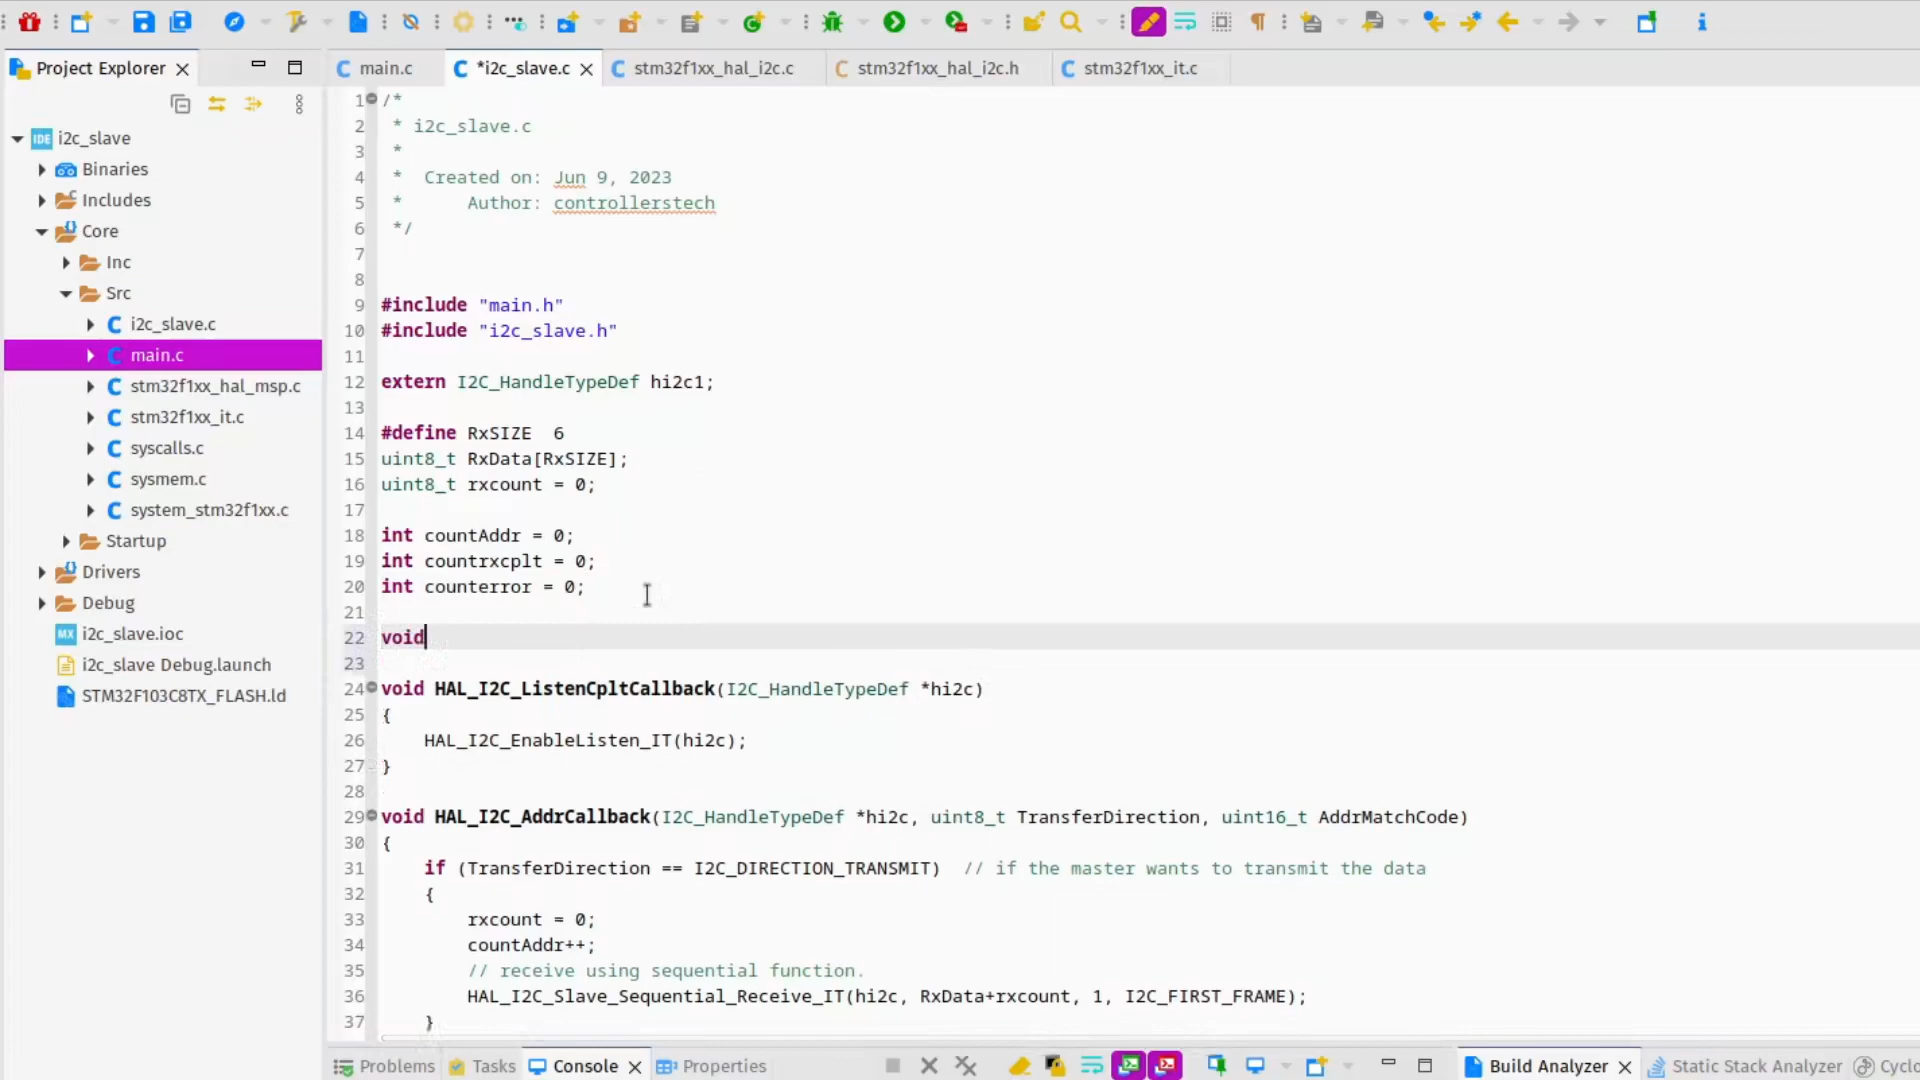 Project Explorer
main.c
*i2c_slave.c
stm32f1xx_hal_i2c.c
stm32f1xx_hal_i2c.h
stm32f1xx_it.c
IDE i2c_slave
Binaries
Includes
Core
Inc
Src
i2c_slave.c
main.c
stm32f1xx_hal_msp.c
stm32f1xx_it.c
syscalls.c
sysmem.c
system_stm32f1xx.c
Startup
Drivers
Debug
MX i2c_slave.ioc
i2c_slave Debug.launch
STM32F103C8TX_FLASH.ld
1 /*
2 * i2c_slave.c
3 *
4 * Created on: Jun 9, 2023
5 * Author: controllerstech
6 */
7
8
9 #include "main.h"
10 #include "i2c_slave.h"
11
12 extern I2C_HandleTypeDef hi2c1;
13
14 #define RxSIZE 6
15 uint8_t RxData[RxSIZE];
16 uint8_t rxcount = 0;
17
18 int countAddr = 0;
19 int countrxcplt = 0;
20 int counterror = 0;
21
22 void
23
24 void HAL_I2C_ListenCpltCallback(I2C_HandleTypeDef *hi2c)
25 {
26 HAL_I2C_EnableListen_IT(hi2c);
27 }
28
29 void HAL_I2C_AddrCallback(I2C_HandleTypeDef *hi2c, uint8_t TransferDirection, uint16_t AddrMatchCode)
30 {
31 if (TransferDirection == I2C_DIRECTION_TRANSMIT) // if the master wants to transmit the data
32 {
33 rxcount = 0;
34 countAddr++;
35 // receive using sequential function.
36 HAL_I2C_Slave_Sequential_Receive_IT(hi2c, RxData+rxcount, 1, I2C_FIRST_FRAME);
37 }
Problems
Tasks
Console
Properties
Build Analyzer
Static Stack Analyzer
Cyclo